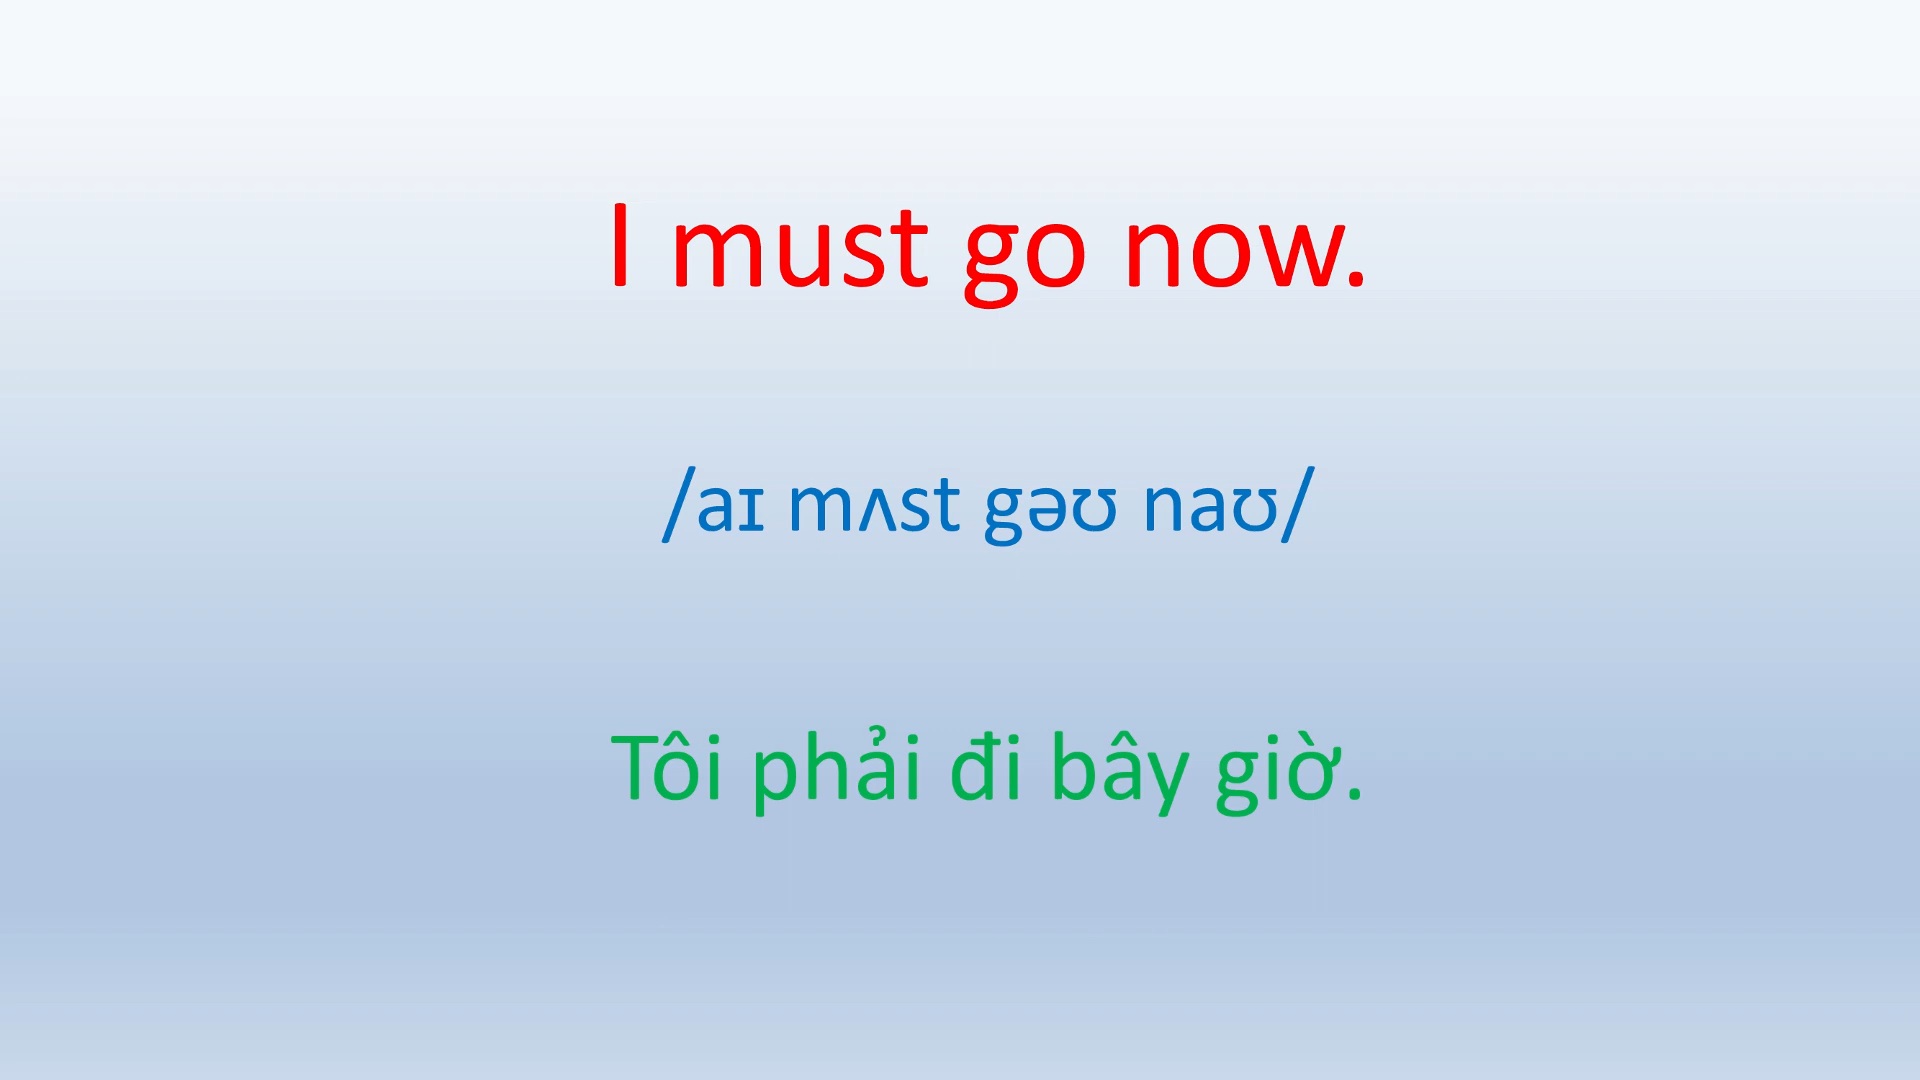 I must go now.
/aɪ mʌst gəʊ naʊ/
Tôi phải đi bây giờ.